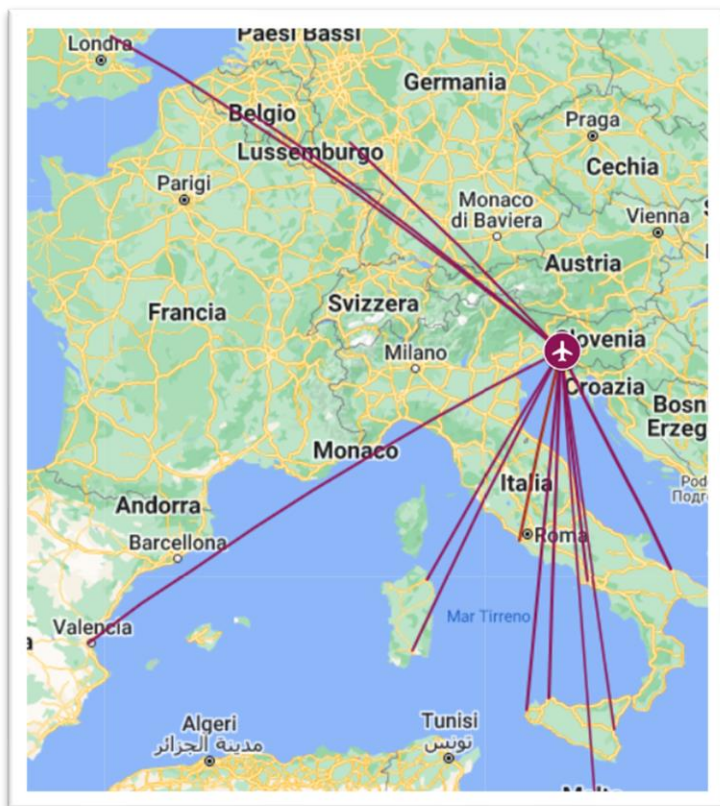 Paesi Bassi
Londra
Germania
Belgio
Praga
Lussemburgo
Cechia
Parigi
Monaco
di Baviera
Vienna
Austria
Francia
Svizzera
Slovenia
Milano
Croazia
Bosn
Erzeg
Monaco
Italia
Andorra
Roma
Barcellona
Mar Tirreno
Valencia
Algeri
مدينة الجزائر
Tunisi
تونس